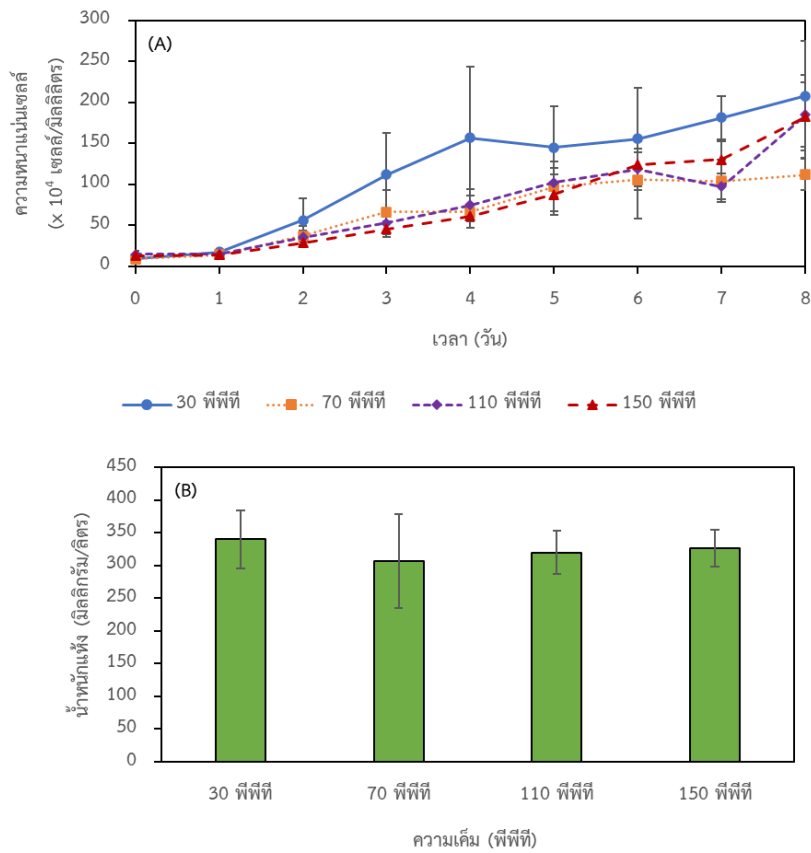 300
250
200
150
100
50
0
ความหนาแน่นเซลล์
(x 10⁴ เซลล์/มิลลิลิตร)
(A)
0 1 2 3 4 5 6 7 8
เวลา (วัน)
30 พีพีที 70 พีพีที 110 พีพีที 150 พีพีที
450
400
350
300
250
200
150
100
50
0
น้ำหนักแห้ง (มิลลิกรัม/ลิตร)
(B)
30 พีพีที 70 พีพีที 110 พีพีที 150 พีพีที
ความเค็ม (พีพีที)